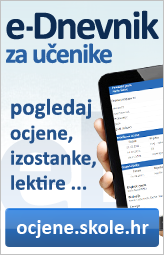 e-Dnevnik
za učenike
pogledaj
ocjene,
izostanke,
lektire ...
ocjene.skole.hr